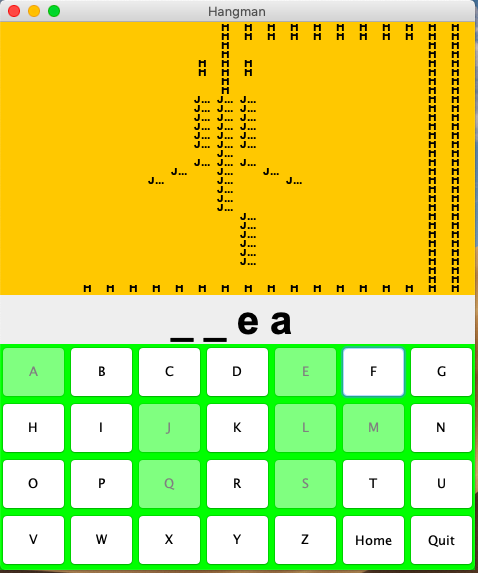 Hangman
M M M M M M M M M M M
M M M M M M M M M M M
M M M
M M M
M M M M M
M M M M M
M M M
M M M
J... J... J... M M
J... J... J... M M
J... J... J... M M
J... J... J... M M
J... J... J... M M
J... J... J... M M
J... M M
J... J... J... M M
J... J... J... M M
J... J... J... M M
J... M M
J... M M
J... M M
J... M M
J... M M
J... M M
J... M M
J... M M
J... M M
M M
M M
M M M M M M M M M M M M M M M M M
_ _ e a
A B C D E F G
H I J K L M N
O P Q R S T U
V W X Y Z Home Quit